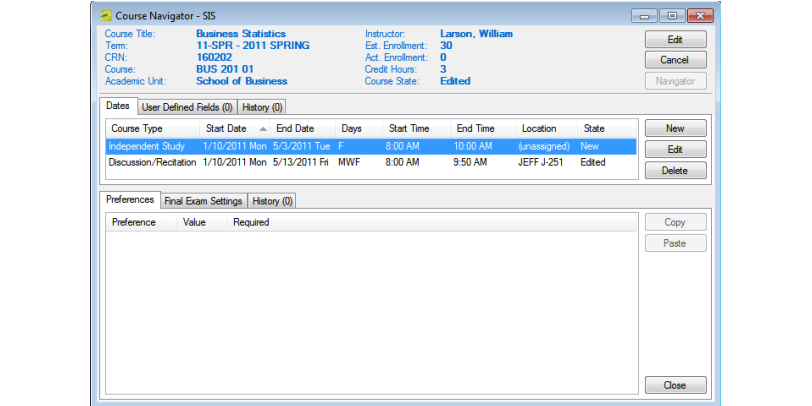 Course Navigator - SIS
Course Title: Business Statistics Instructor: Larson, William
Term: 11-SPR - 2011 SPRING Est. Enrollment: 30 Edit
CRN: 160202 Act. Enrollment: 0 Cancel
Course: BUS 201 01 Credit Hours: 3
Academic Unit: School of Business Course State: Edited Navigator
Dates User Defined Fields (0) History (0)
Course Type Start Date End Date Days Start Time End Time Location State New
Independent Study 1/10/2011 Mon 5/3/2011 Tue F 8:00 AM 10:00 AM (unassigned) New Edit
Discussion/Recitation 1/10/2011 Mon 5/13/2011 Fri MWF 8:00 AM 9:50 AM JEFF J-251 Edited Delete
Preferences Final Exam Settings History (0)
Preference Value Required Copy
Paste
Close